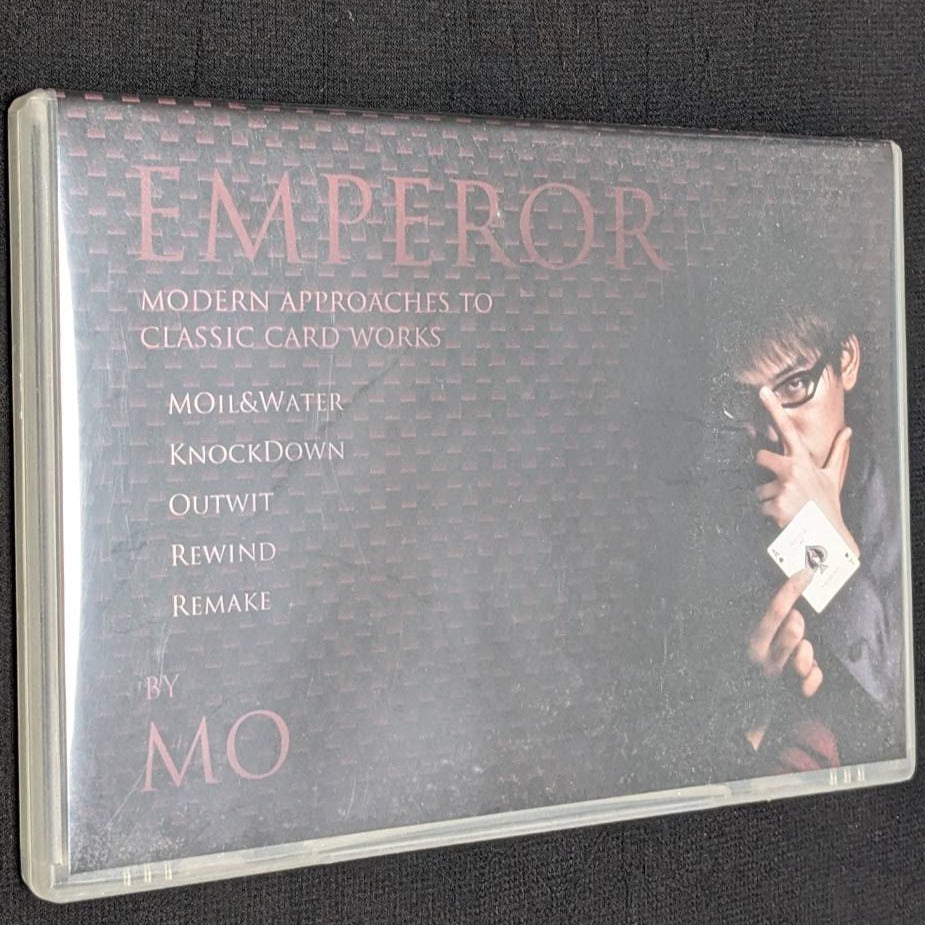 EMPEROR
MODERN APPROACHES TO
CLASSIC CARD WORKS
MOIL&WATER
KNOCKDOWN
OUTWIT
REWIND
REMAKE
BY
MO